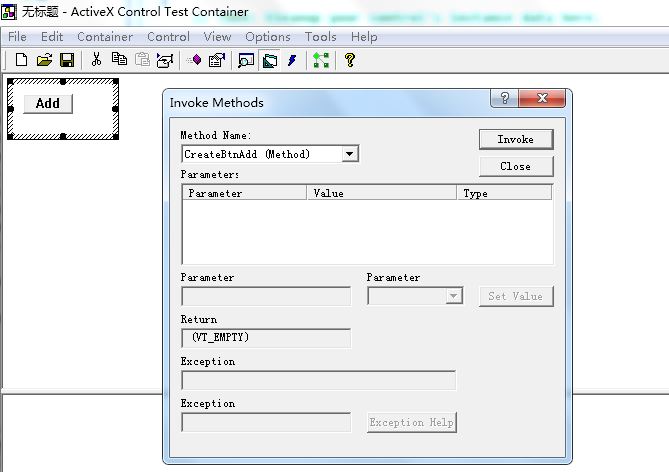 无标题 - ActiveX Control Test Container
File Edit Container Control View Options Tools Help
Add
Invoke Methods
Method Name:
Invoke
CreateBtnAdd (Method)
Close
Parameters
Parameter Value Type
Parameter Parameter
Set Value
Return
(VT_EMPTY)
Exception
Exception
Exception Help